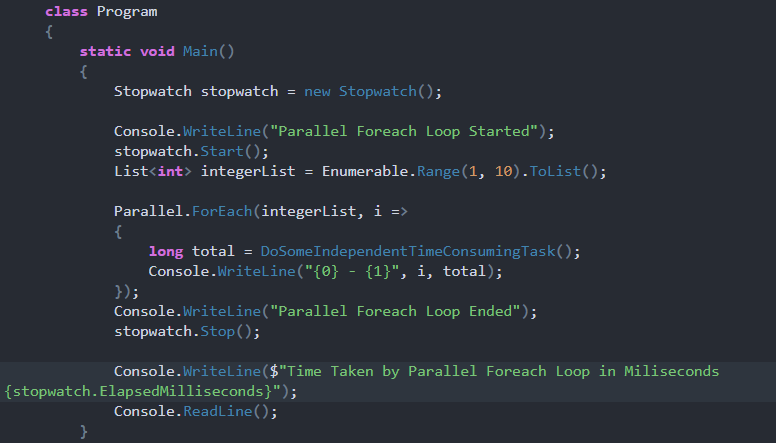 class Program
{
static void Main()
{
Stopwatch stopwatch = new Stopwatch();
Console.WriteLine("Parallel Foreach Loop Started");
stopwatch.Start();
List<int> integerList = Enumerable.Range(1, 10).ToList();
Parallel.ForEach(integerList, i =>
{
long total = DoSomeIndependentTimeConsumingTask();
Console.WriteLine("{0} - {1}", i, total);
});
Console.WriteLine("Parallel Foreach Loop Ended");
stopwatch.Stop();
Console.WriteLine($"Time Taken by Parallel Foreach Loop in Miliseconds
{stopwatch.ElapsedMilliseconds}");
Console.ReadLine();
}